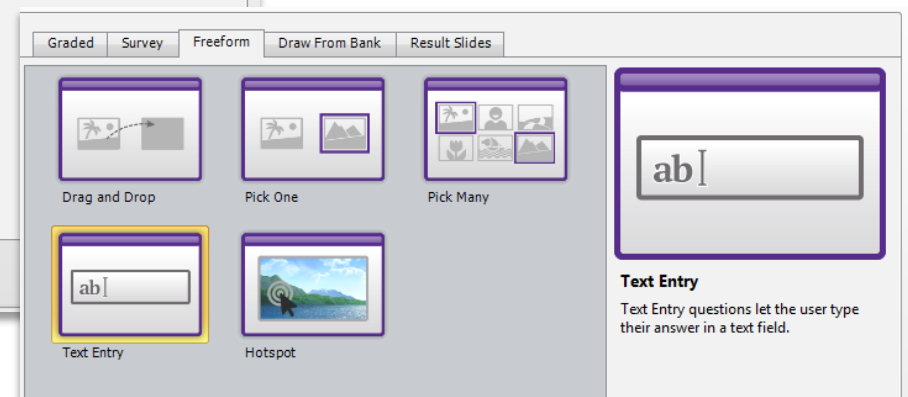 Graded Survey Freeform Draw From Bank Result Slides
Drag and Drop Pick One Pick Many
ab
Text Entry Hotspot
ab
Text Entry
Text Entry questions let the user type
their answer in a text field.